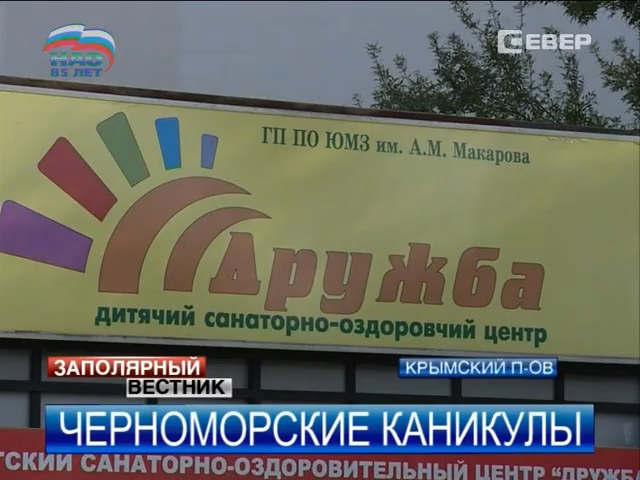 НАО
85 ЛЕТ
СЕВЕР
ГП ПО ЮМЗ им. А.М. Макарова
Дружба
дитячий санаторно-оздоровчий центр
ЗАПОЛЯРНЫЙ
ВЕСТНИК
КРЫМСКИЙ П-ОВ
ЧЕРНОМОРСКИЕ КАНИКУЛЫ
ТСКИЙ САНАТОРНО-ОЗДОРОВИТЕЛЬНЫЙ ЦЕНТР "ДРУЖБА